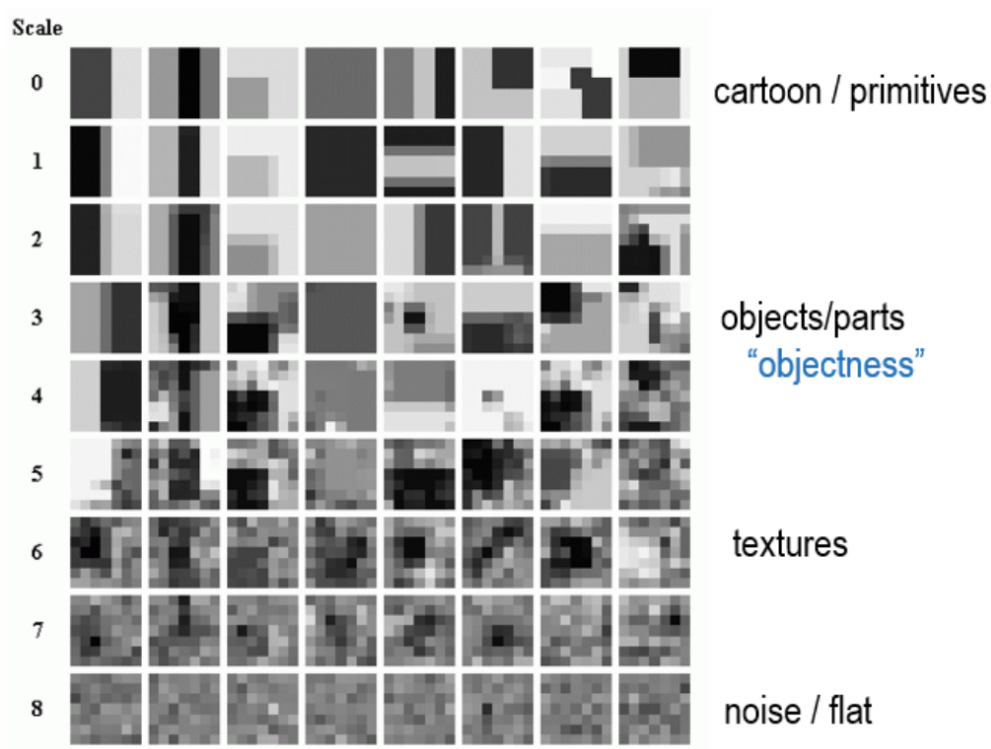 Scale
0
cartoon / primitives
1
2
3
objects/parts
“objectness”
4
5
6
textures
7
8
noise / flat